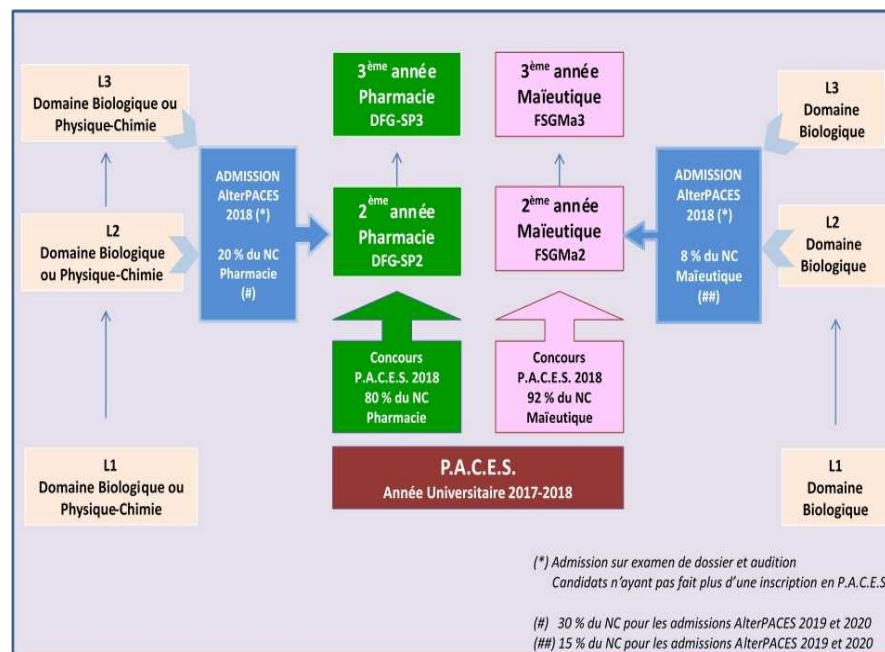 L3
Domaine Biologique ou
Physique-Chimie
L2
Domaine Biologique
ou Physique-Chimie
L1
Domaine Biologique ou
Physique-Chimie
ADMISSION
AlterPACES
2018 (*)
20 % du NC
Pharmacie
(#)
3ème année
Pharmacie
DFG-SP3
2ème année
Pharmacie
DFG-SP2
Concours
P.A.C.E.S. 2018
80 % du NC
Pharmacie
3ème année
Maïeutique
FSGMa3
2ème année
Maïeutique
FSGMa2
Concours
P.A.C.E.S. 2018
92 % du NC
Maïeutique
P.A.C.E.S.
Année Universitaire 2017-2018
ADMISSION
AlterPACES
2018 (*)
8 % du NC
Maïeutique
(##)
L3
Domaine
Biologique
L2
Domaine
Biologique
L1
Domaine
Biologique
(*) Admission sur examen de dossier et audition
Candidats n'ayant pas fait plus d'une inscription en P.A.C.E.S
(#) 30 % du NC pour les admissions AlterPACES 2019 et 2020
(##) 15 % du NC pour les admissions AlterPACES 2019 et 2020